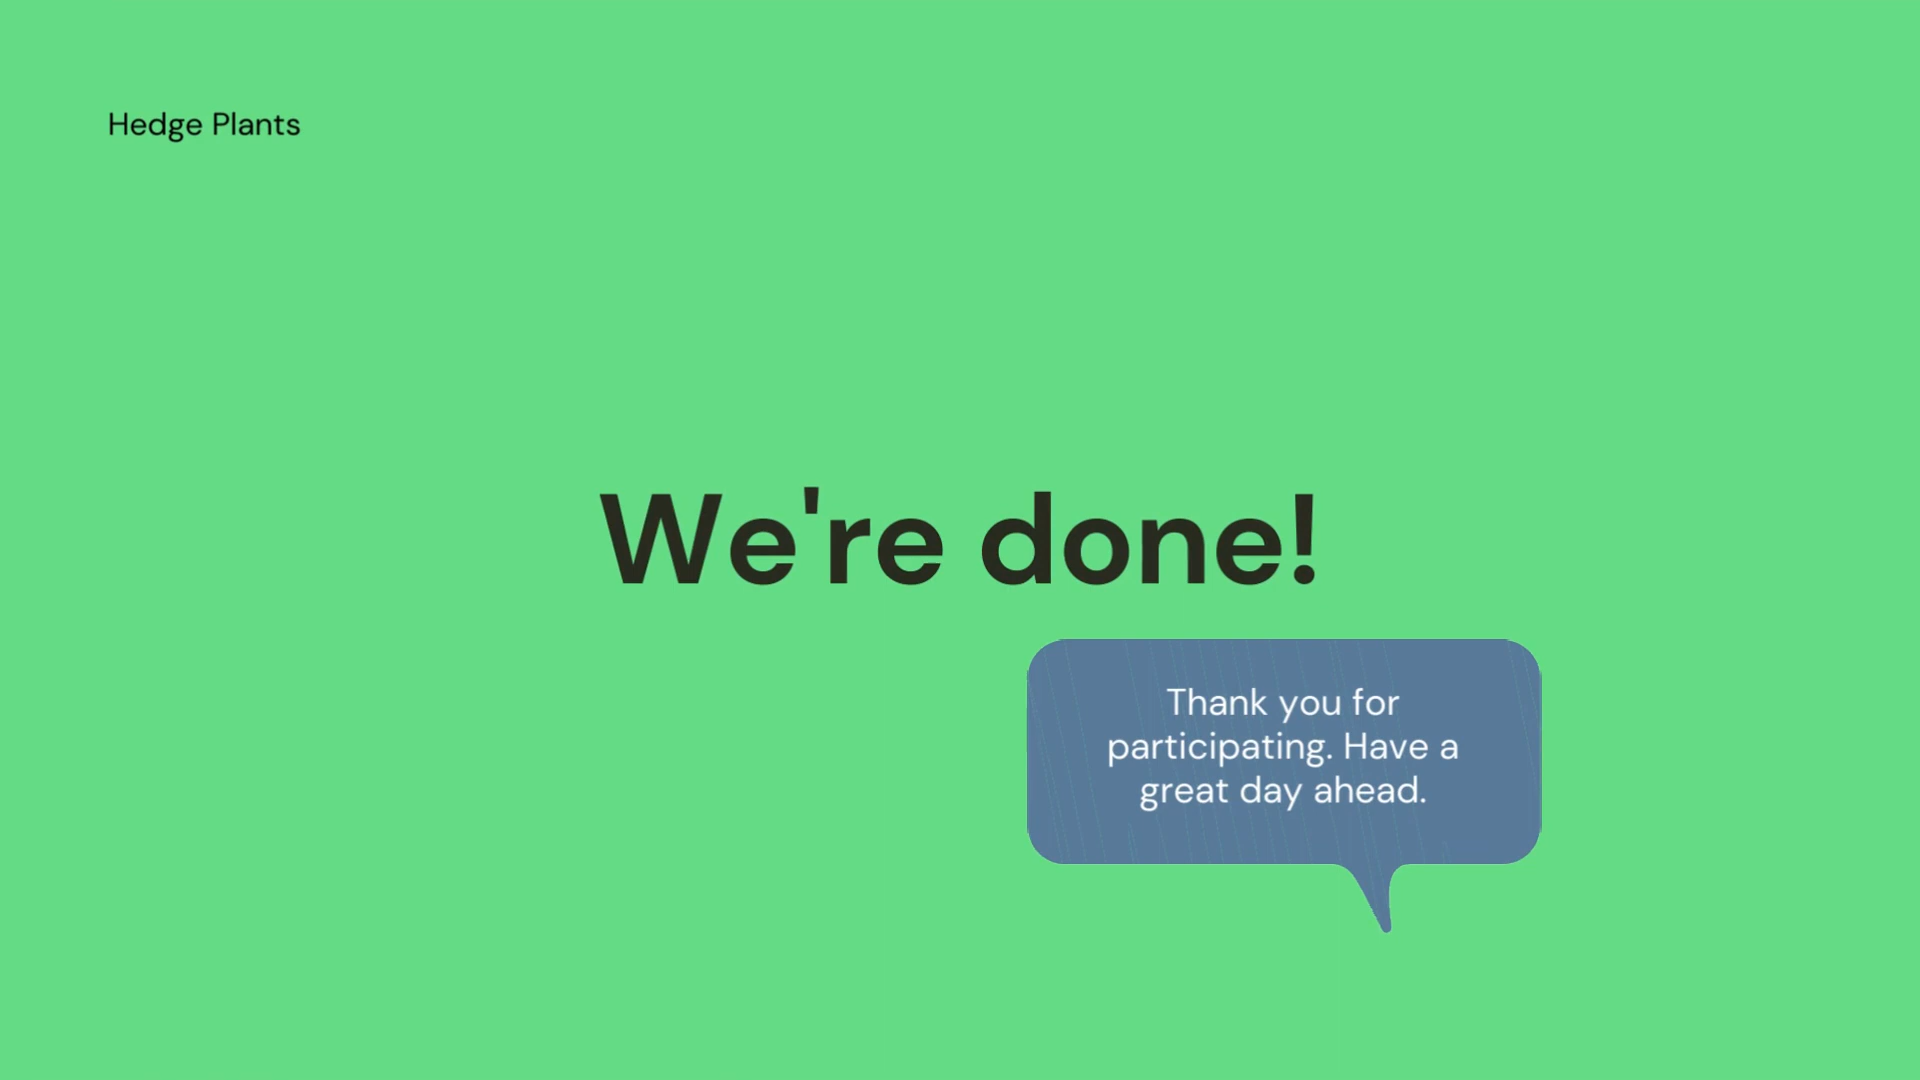 Hedge Plants
We're done!
Thank you for
participating. Have a
great day ahead.